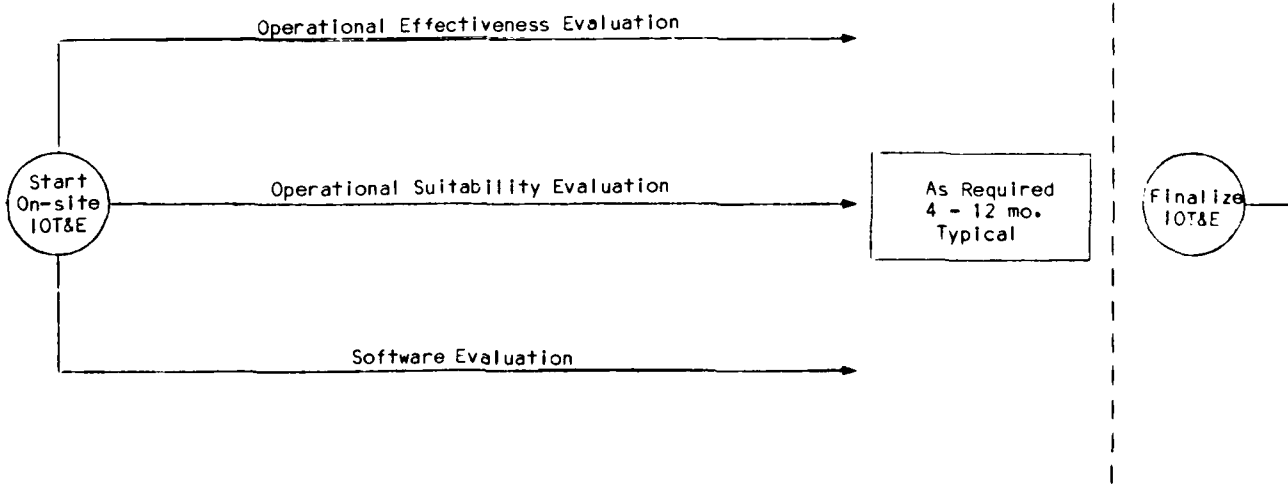 Operational Effectiveness Evaluation
Start
On-site
IOT&E
Operational Suitability Evaluation
As Required
4 - 12 mo.
Typical
Finalize
IOT&E
Software Evaluation